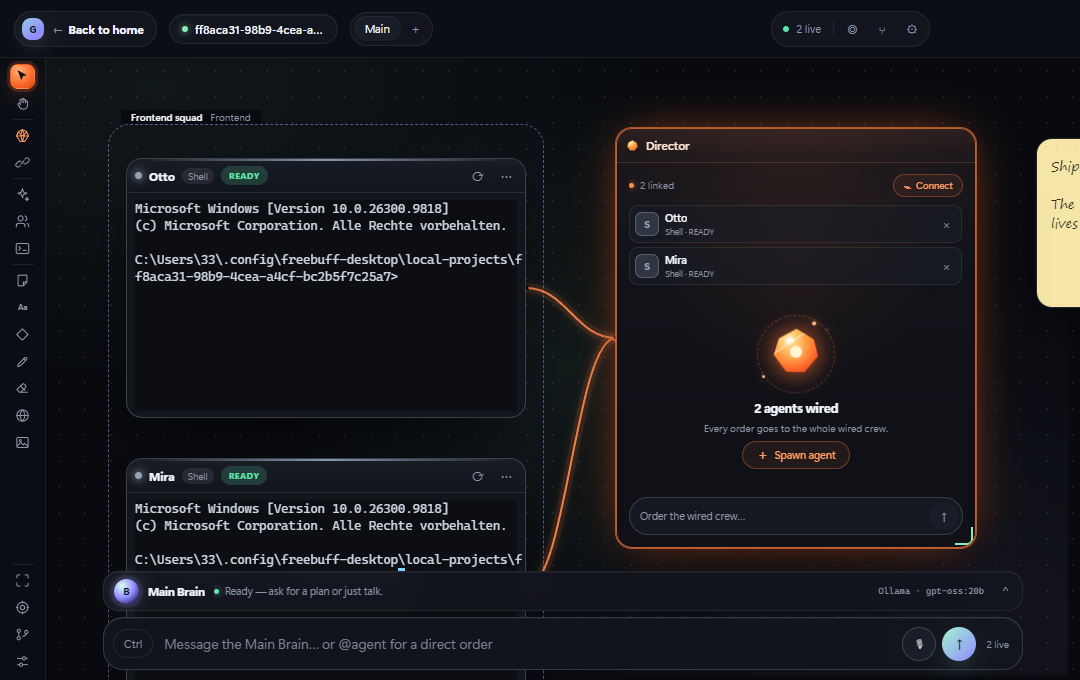 G ← Back to home
ff8aca31-98b9-4cea-a...
Main +
2 live
Frontend squad Frontend
Otto Shell READY
Microsoft Windows [Version 10.0.26300.9818]
(c) Microsoft Corporation. Alle Rechte vorbehalten.
C:\Users\33\.config\freebuff-desktop\local-projects\f
f8aca31-98b9-4cea-a4cf-bc2b5f7c25a7>
Mira Shell READY
Microsoft Windows [Version 10.0.26300.9818]
(c) Microsoft Corporation. Alle Rechte vorbehalten.
C:\Users\33\.config\freebuff-desktop\local-projects\f
Director
2 linked
Connect
S Otto
Shell · READY
S Mira
Shell · READY
2 agents wired
Every order goes to the whole wired crew.
+ Spawn agent
Order the wired crew...
Ship
The
lives
Aa
B Main Brain Ready — ask for a plan or just talk.
Ollama · gpt-oss:20b
Ctrl Message the Main Brain... or @agent for a direct order
2 live